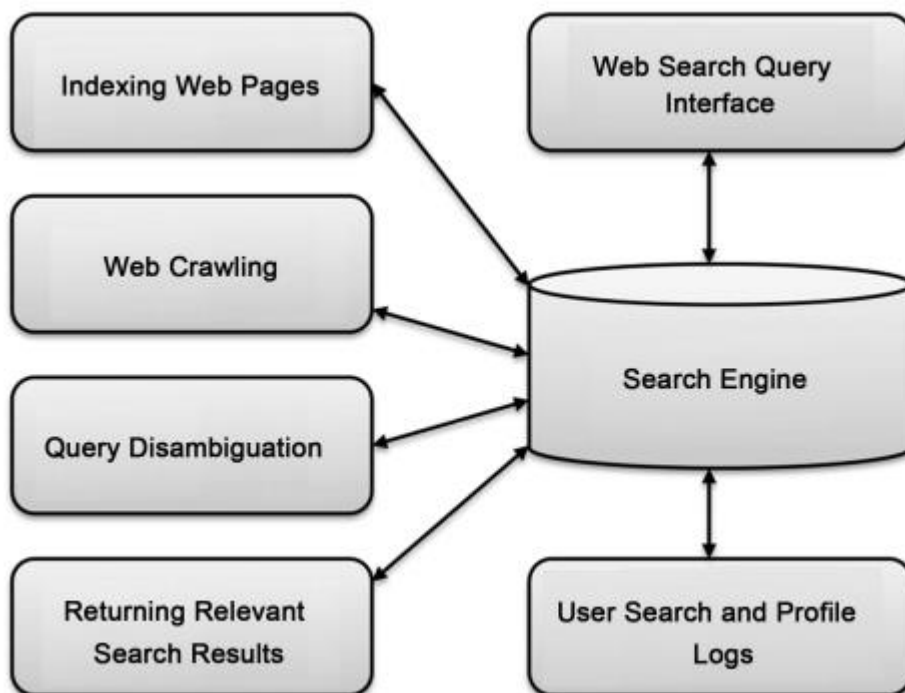 Indexing Web Pages
Web Search Query
Interface
Web Crawling
Search Engine
Query Disambiguation
Returning Relevant
Search Results
User Search and Profile
Logs